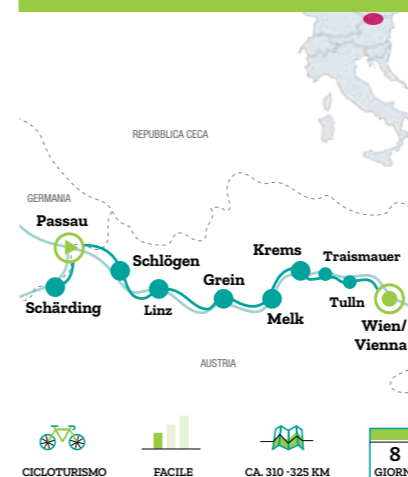 REPUBBLICA CECA
GERMANIA
Passau
Schlögen
Krems
Traismauer
Schärding
Linz
Grein
Melk
Tulln
Wien/
Vienna
AUSTRIA
CICLOTURISMO
FACILE
CA. 310 -325 KM
8
GIORN